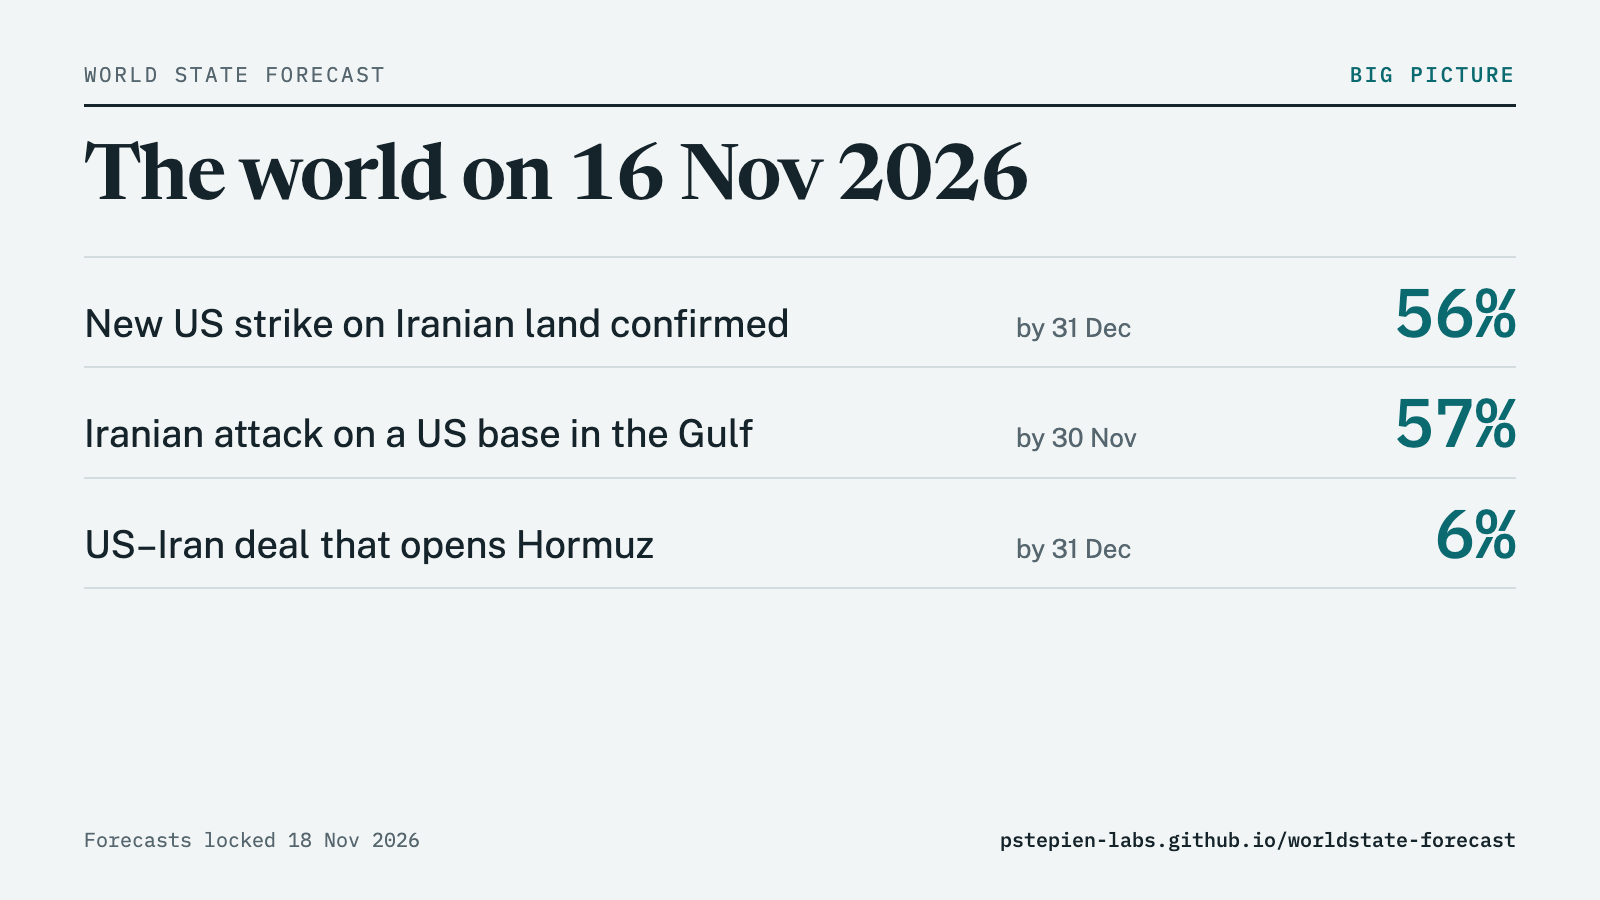 WORLD STATE FORECAST
BIG PICTURE
The world on 16 Nov 2026
New US strike on Iranian land confirmed by 31 Dec 56%
Iranian attack on a US base in the Gulf by 30 Nov 57%
US–Iran deal that opens Hormuz by 31 Dec 6%
Forecasts locked 18 Nov 2026
pstepien-labs.github.io/worldstate-forecast